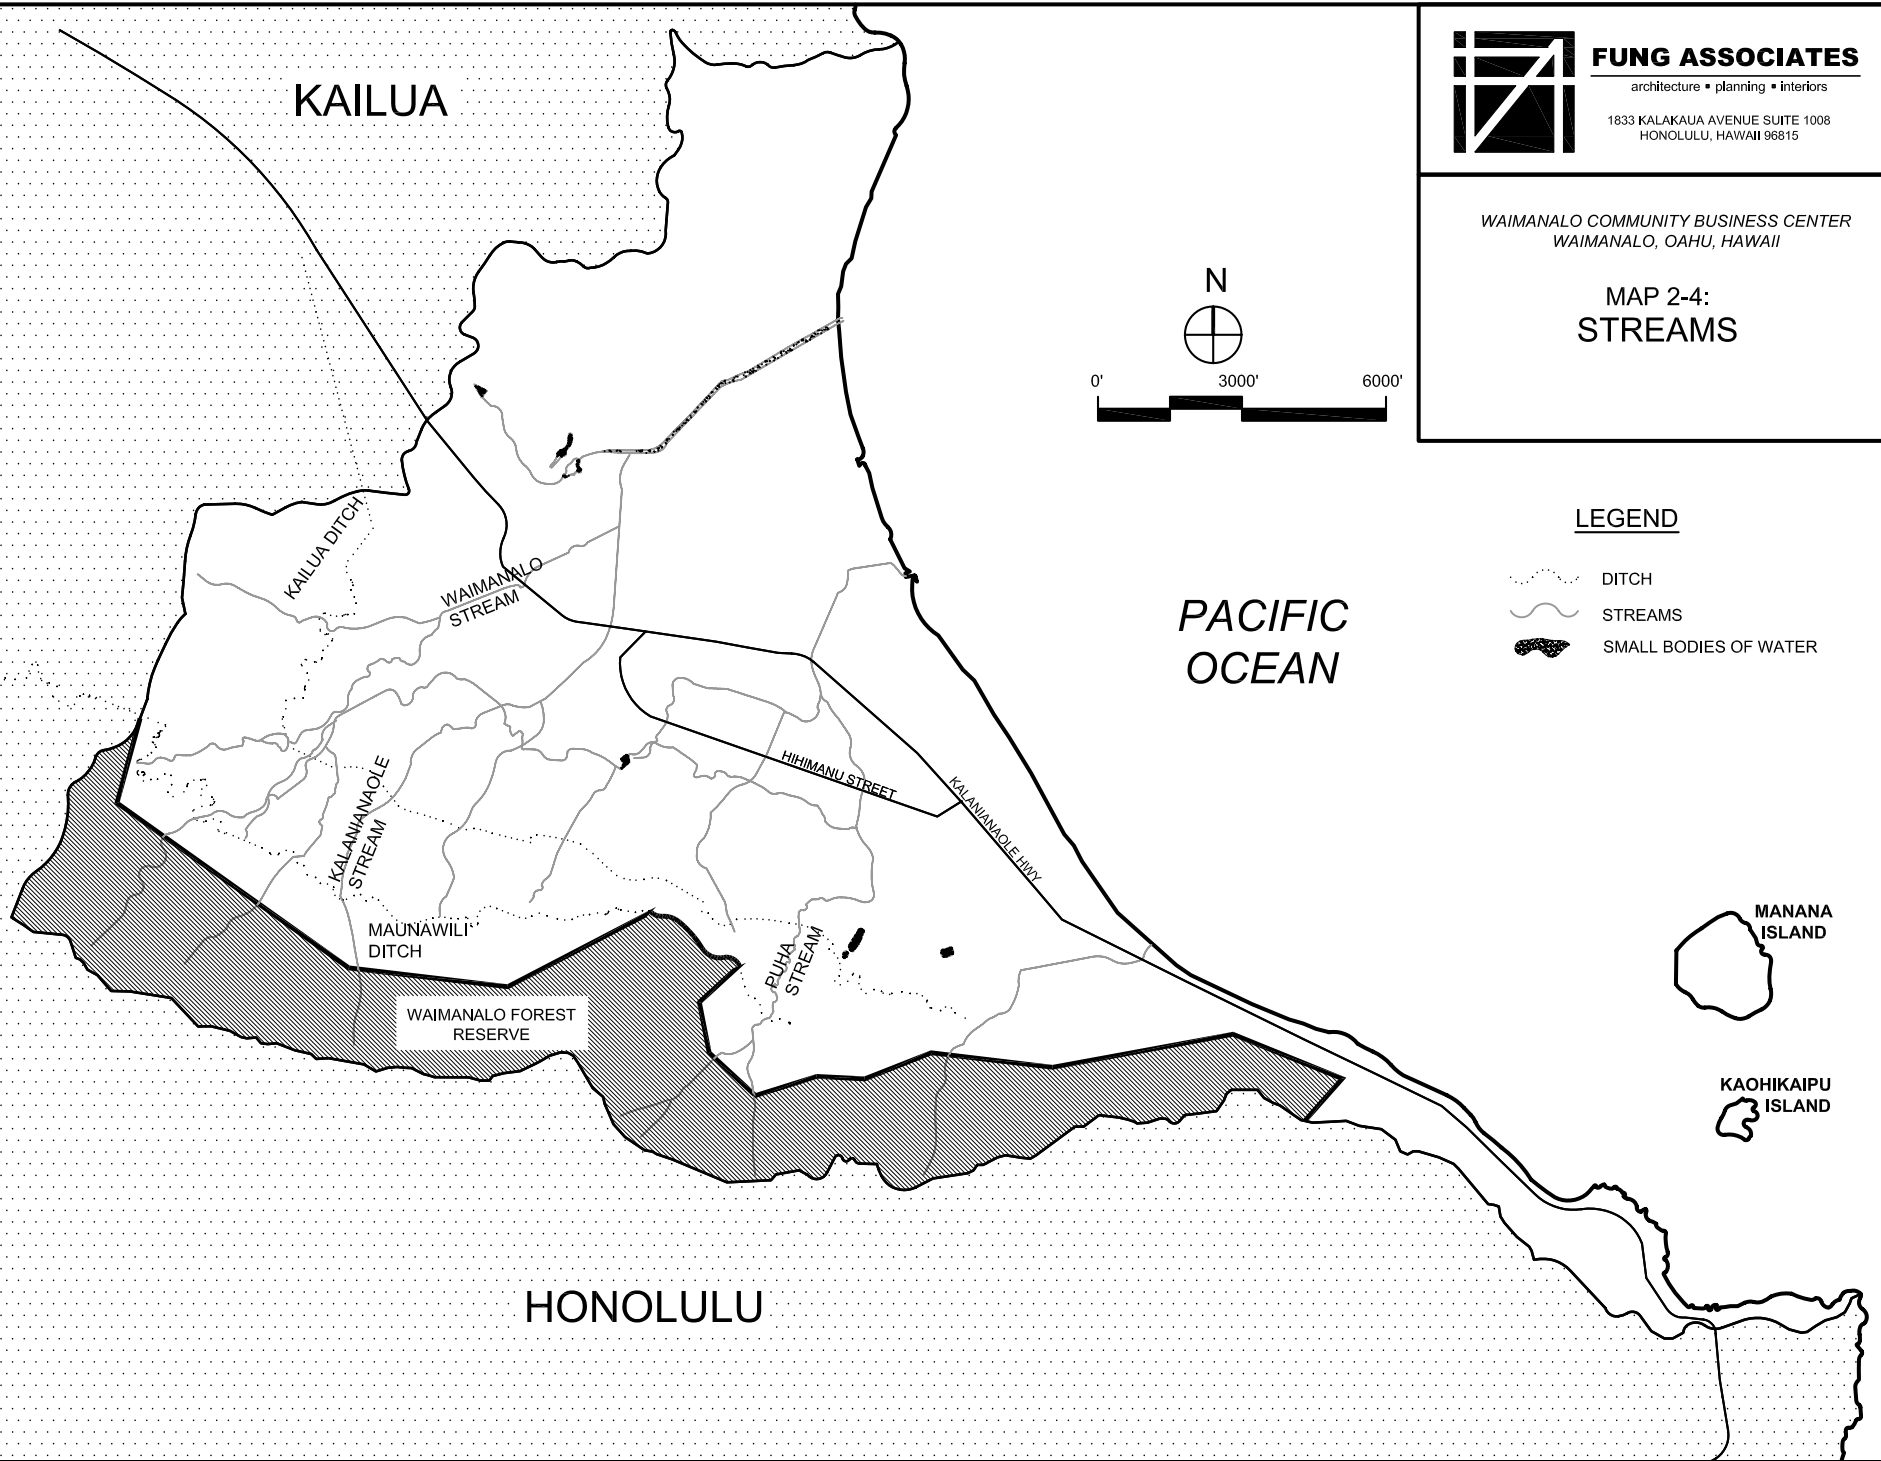 KAILUA
FUNG ASSOCIATES
architecture ▪ planning ▪ interiors
1833 KALAKAUA AVENUE SUITE 1008
HONOLULU, HAWAII 96815
WAIMANALO COMMUNITY BUSINESS CENTER
WAIMANALO, OAHU, HAWAII
MAP 2-4:
STREAMS
N
0' 3000' 6000'
LEGEND
DITCH
STREAMS
SMALL BODIES OF WATER
KAILUA DITCH
WAIMANALO
STREAM
PACIFIC
OCEAN
HIHIMANU STREET
KALANIANAOLE HWY
KALANIANAOLE
STREAM
MAUNAWILI
DITCH
PUHA
STREAM
WAIMANALO FOREST
RESERVE
MANANA
ISLAND
KAOHIKAIPU
ISLAND
HONOLULU